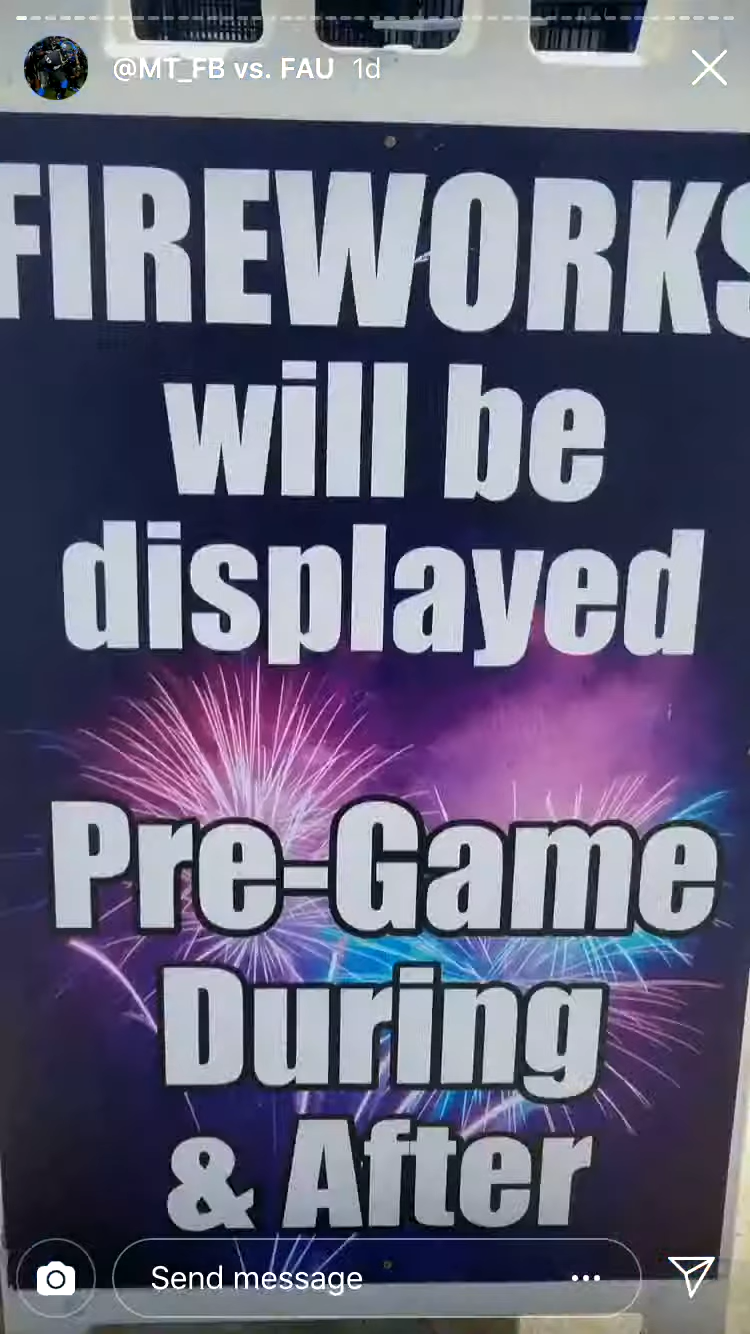 @MT_FB vs. FAU 1d
FIREWORKS
will be
displayed
Pre-Game
During
& After
Send message